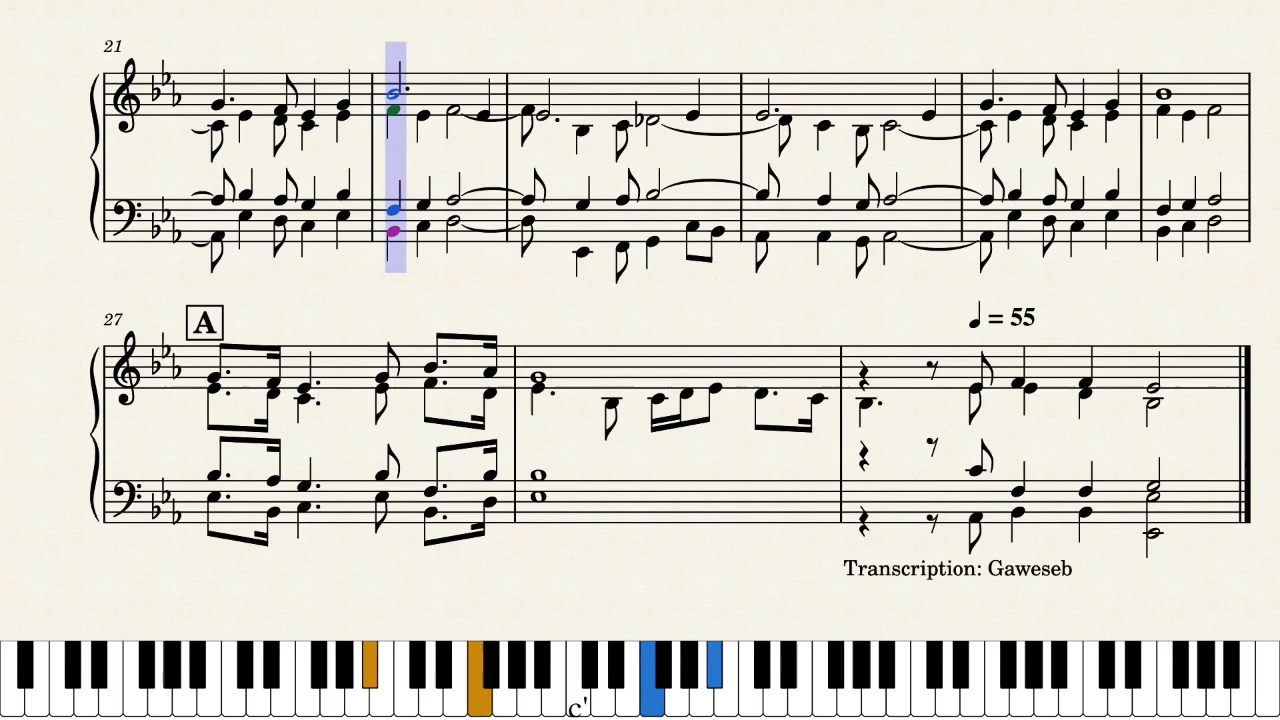 21
27
A
♩ = 55
Transcription: Gaweseb
c'